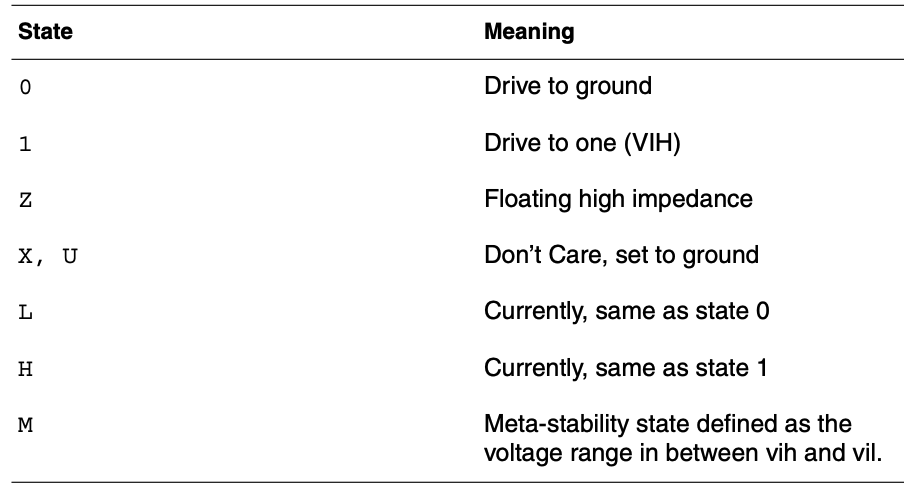 State Meaning
0 Drive to ground
1 Drive to one (VIH)
Z Floating high impedance
X, U Don’t Care, set to ground
L Currently, same as state 0
H Currently, same as state 1
M Meta-stability state defined as the
voltage range in between vih and vil.